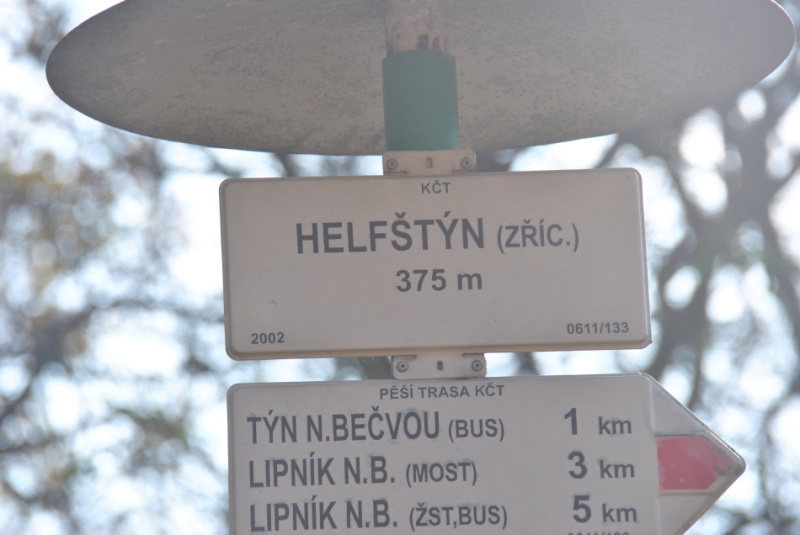 KČT
HELFŠTÝN (ZŘÍC.)
375 m
2002 0611/133
PĚŠÍ TRASA KČT
TÝN N.BEČVOU (BUS) 1 km
LIPNÍK N.B. (MOST) 3 km
LIPNÍK N.B. (ŽST,BUS) 5 km